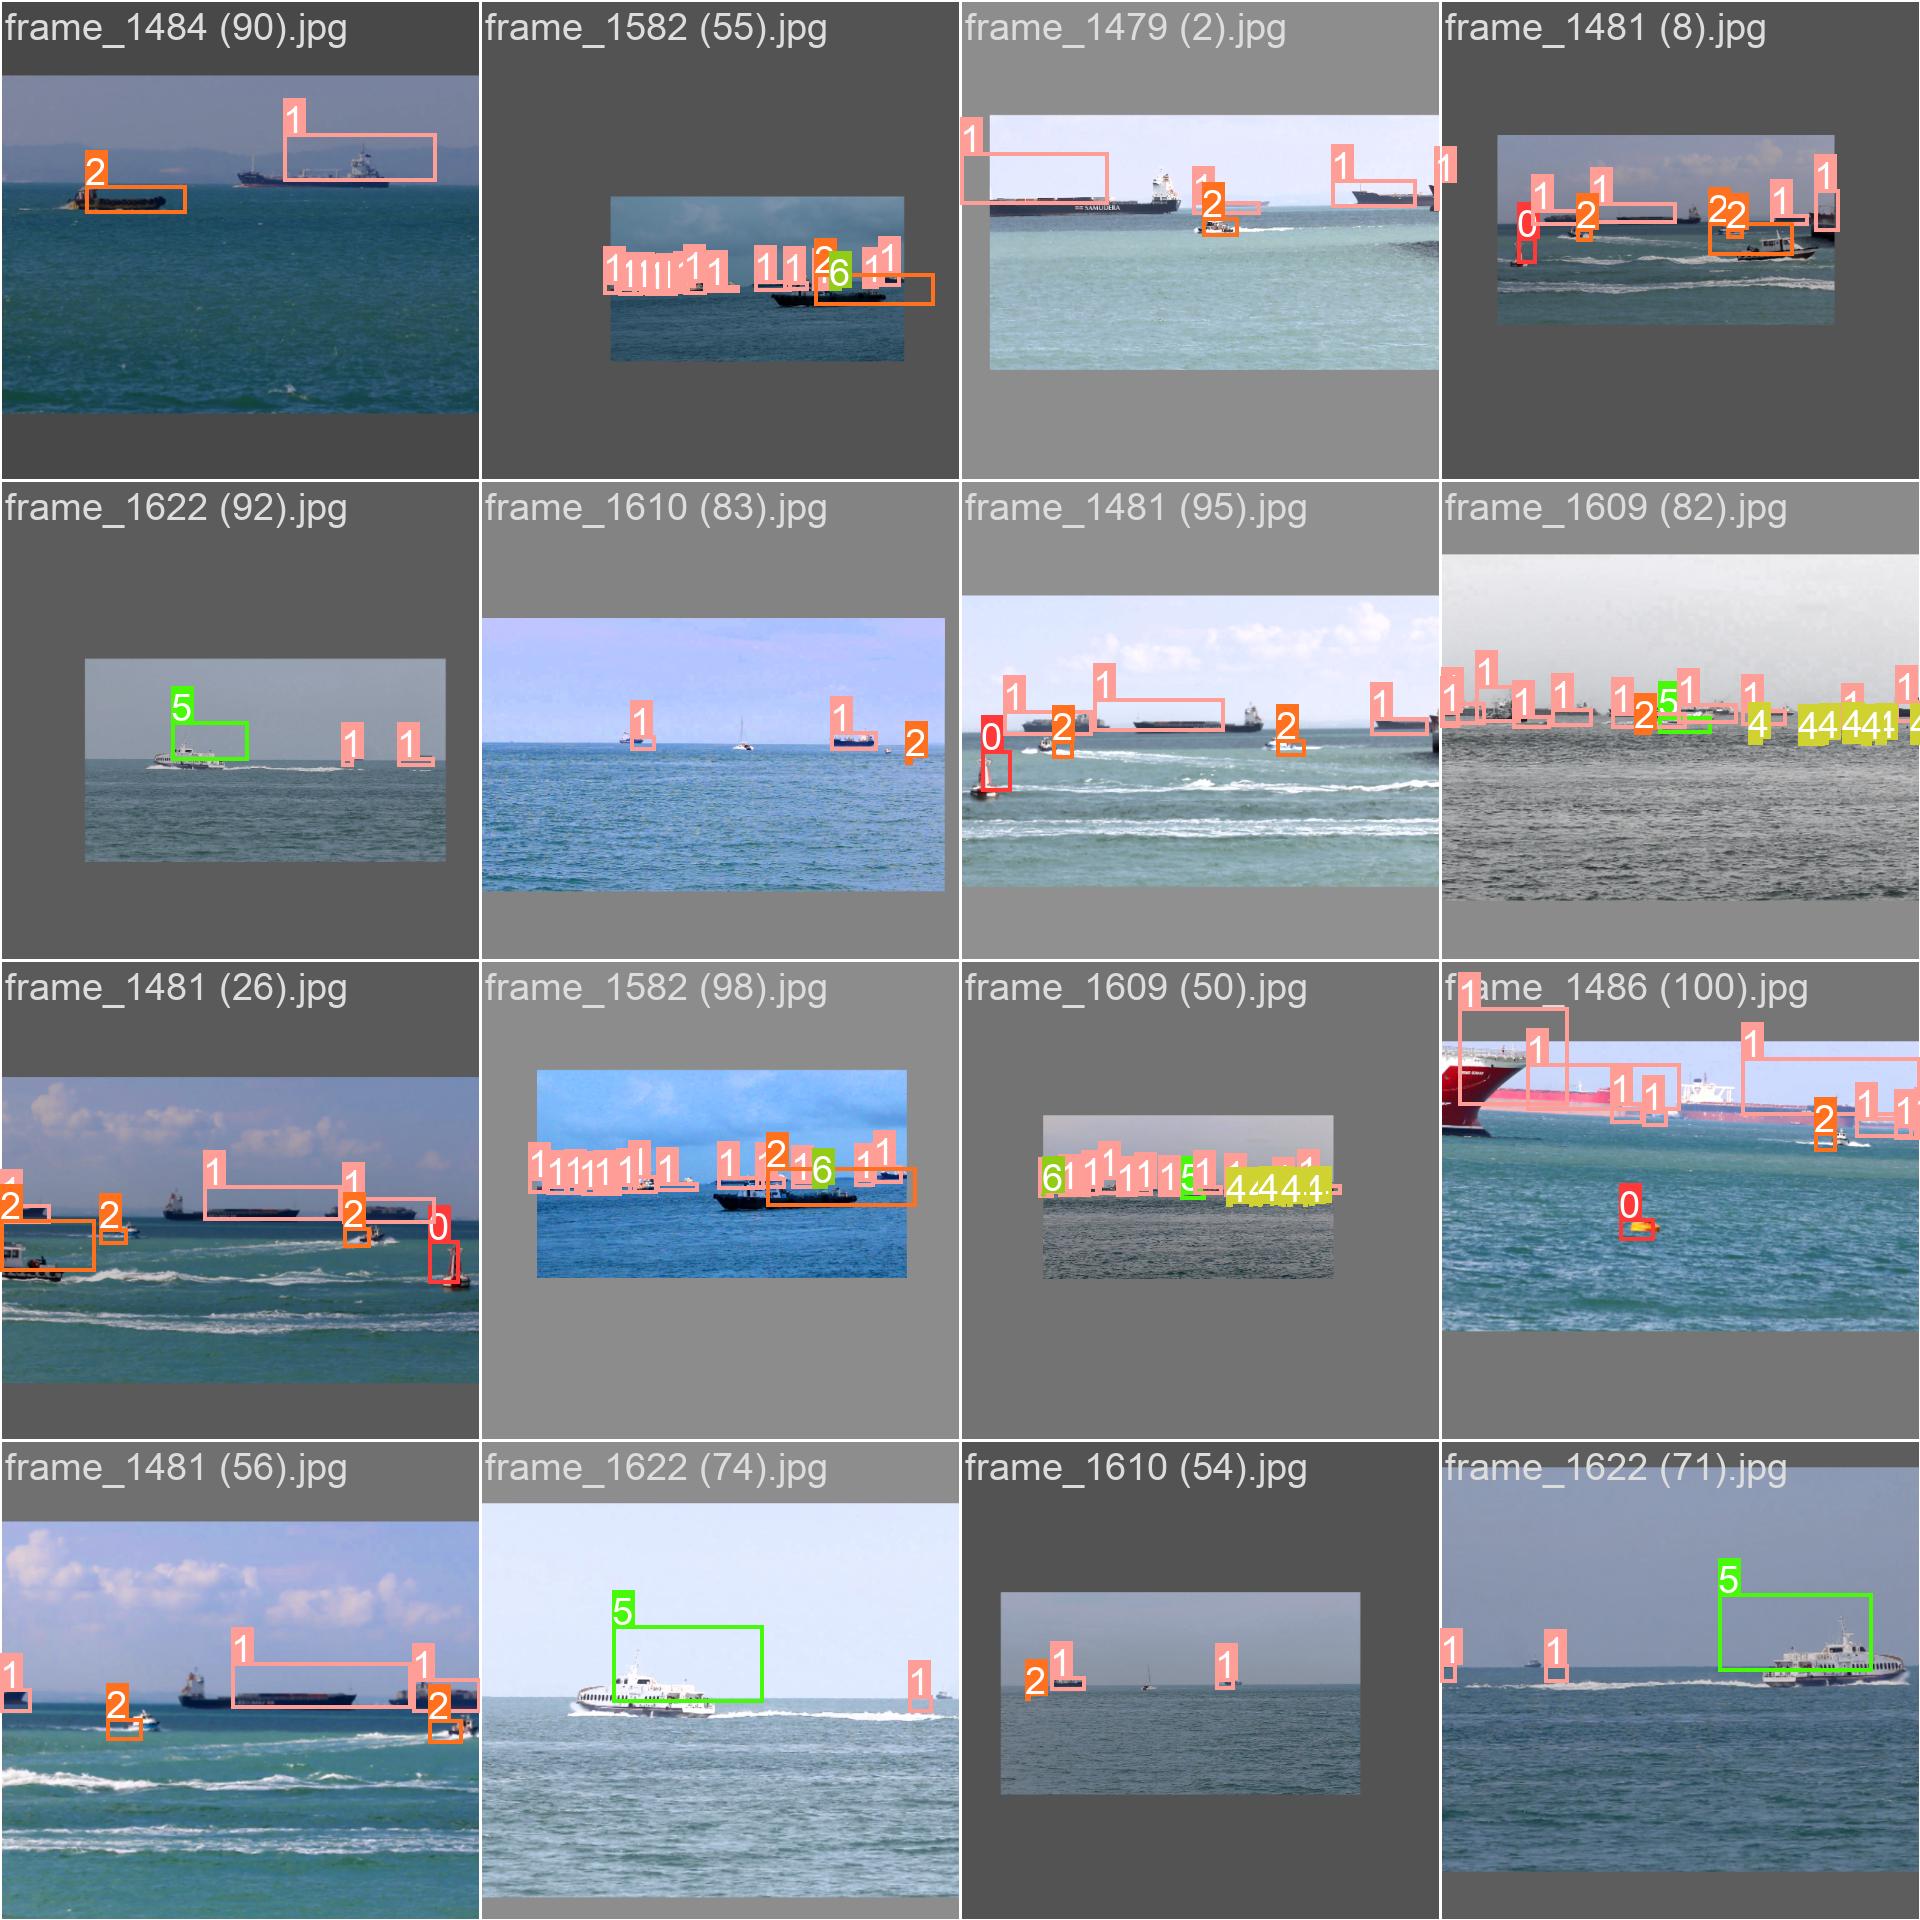 frame_1484 (90).jpg
1
2
frame_1582 (55).jpg
1 1 1 1 1 1 1 1 1 2 6 1 1
frame_1479 (2).jpg
1 1 2 1 1
SAMUDERA
frame_1481 (8).jpg
0 1 2 1 2 2 1 1
frame_1622 (92).jpg
5 1 1
frame_1610 (83).jpg
1 1 2
frame_1481 (95).jpg
0 1 2 1 2 1
frame_1609 (82).jpg
1 1 1 1 1 2 5 1 1 4 4 4 1 4 4 1 4
frame_1481 (26).jpg
1 2 2 1 1 2 0
frame_1582 (98).jpg
1 1 1 1 1 1 1 1 1 1 2 1 6 1 1
frame_1609 (50).jpg
6 1 1 1 1 1 1 5 1 4 4 4 4 1
frame_1486 (100).jpg
1 1 1 1 1 2 1 1
0
frame_1481 (56).jpg
1 2 1 1 2
frame_1622 (74).jpg
5 1
frame_1610 (54).jpg
2 1 1
frame_1622 (71).jpg
1 1 5